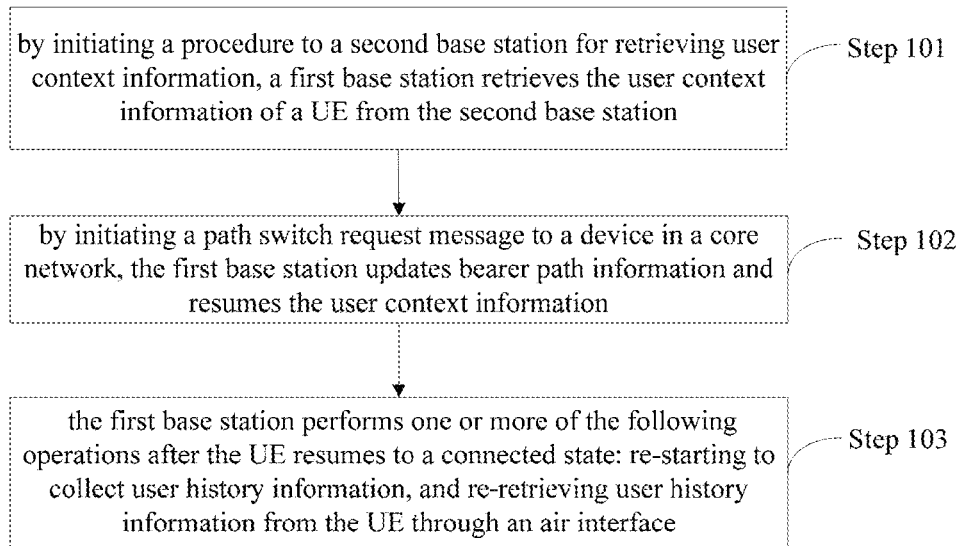 by initiating a procedure to a second base station for retrieving user
context information, a first base station retrieves the user context
information of a UE from the second base station
Step 101
by initiating a path switch request message to a device in a core
network, the first base station updates bearer path information and
resumes the user context information
Step 102
the first base station performs one or more of the following
operations after the UE resumes to a connected state: re-starting to
collect user history information, and re-retrieving user history
information from the UE through an air interface
Step 103